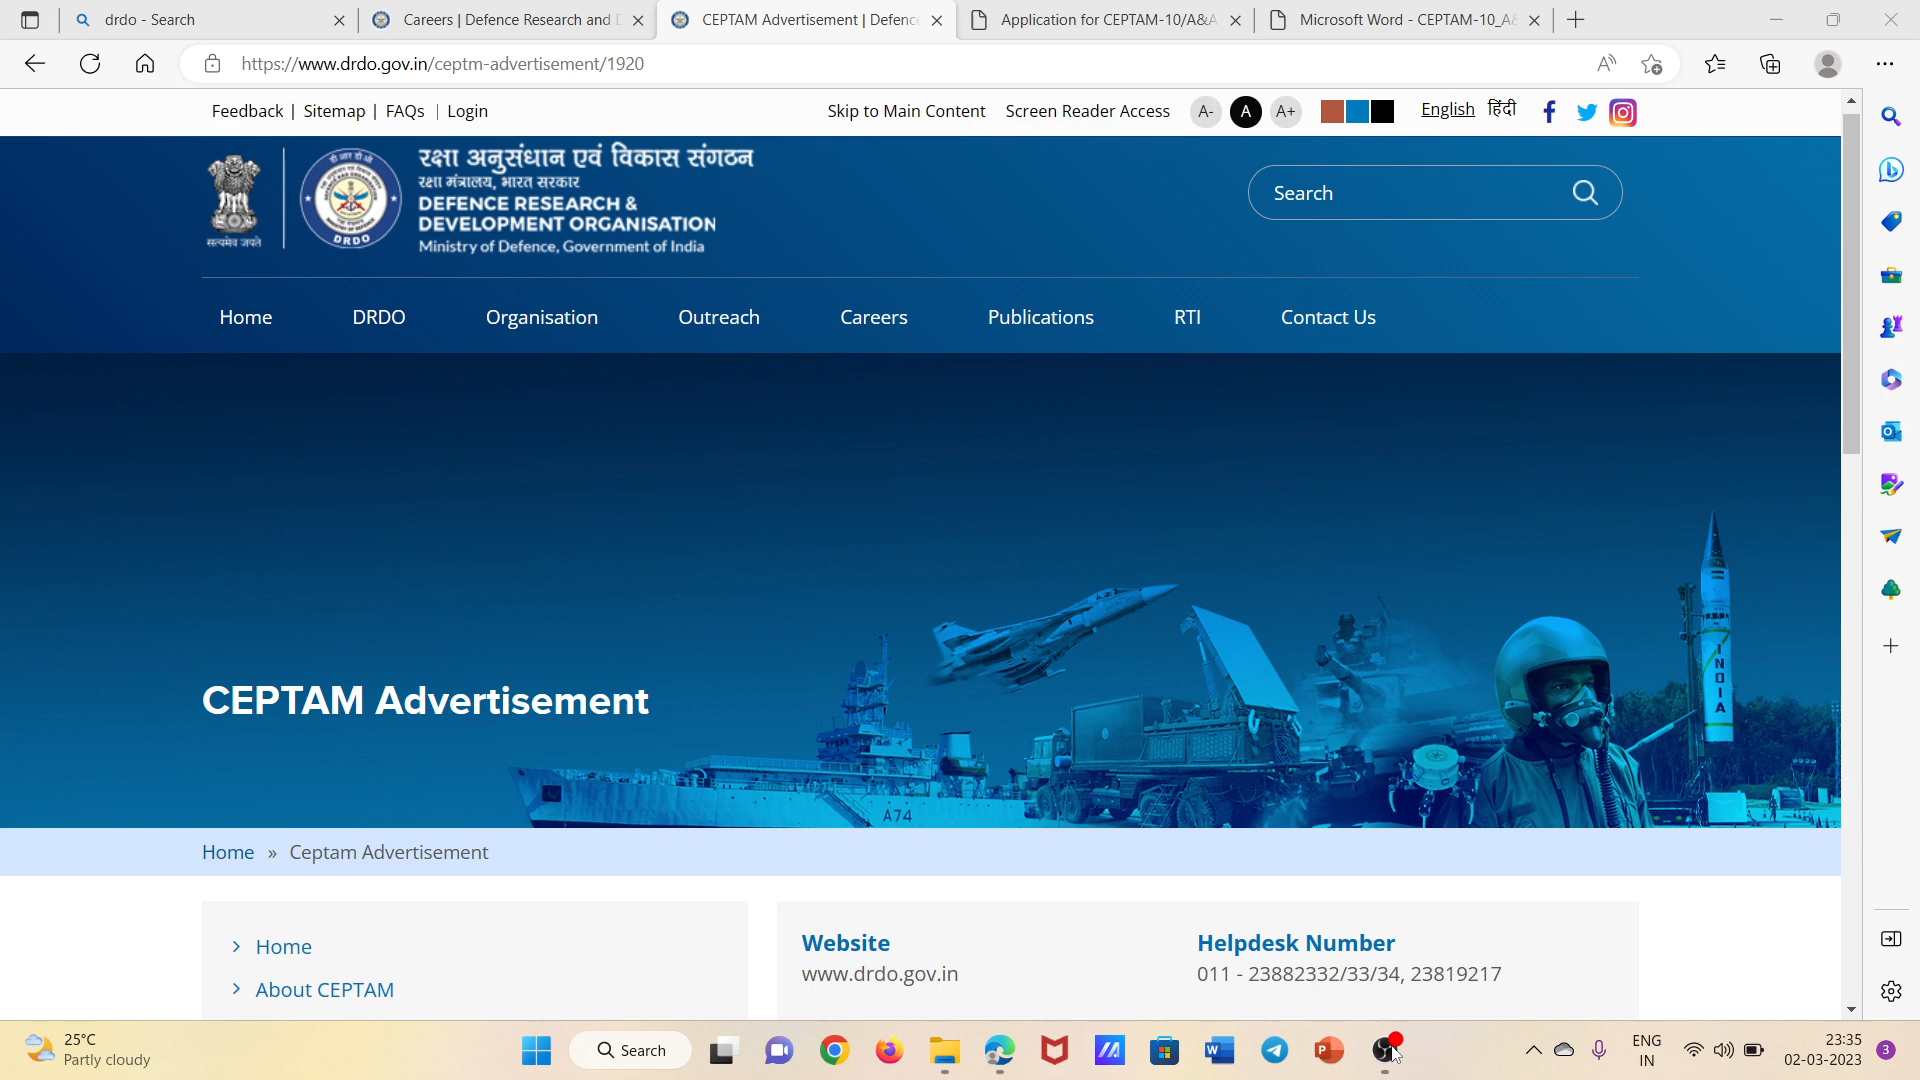 drdo - Search
Careers | Defence Research and D
CEPTAM Advertisement | Defence
Application for CEPTAM-10/A&A
Microsoft Word - CEPTAM-10_A&
https://www.drdo.gov.in/ceptm-advertisement/1920
Feedback | Sitemap | FAQs | Login
Skip to Main Content Screen Reader Access A- A A+ English हिंदी
रक्षा अनुसंधान एवं विकास संगठन
रक्षा मंत्रालय, भारत सरकार
DEFENCE RESEARCH &
DEVELOPMENT ORGANISATION
Ministry of Defence, Government of India
सत्यमेव जयते
DRDO
Search
Home DRDO Organisation Outreach Careers Publications RTI Contact Us
INDIA
CEPTAM Advertisement
A74
Home » Ceptam Advertisement
> Home
> About CEPTAM
Website
www.drdo.gov.in
Helpdesk Number
011 - 23882332/33/34, 23819217
25°C
Partly cloudy
Search
ENG
IN
23:35
02-03-2023
3